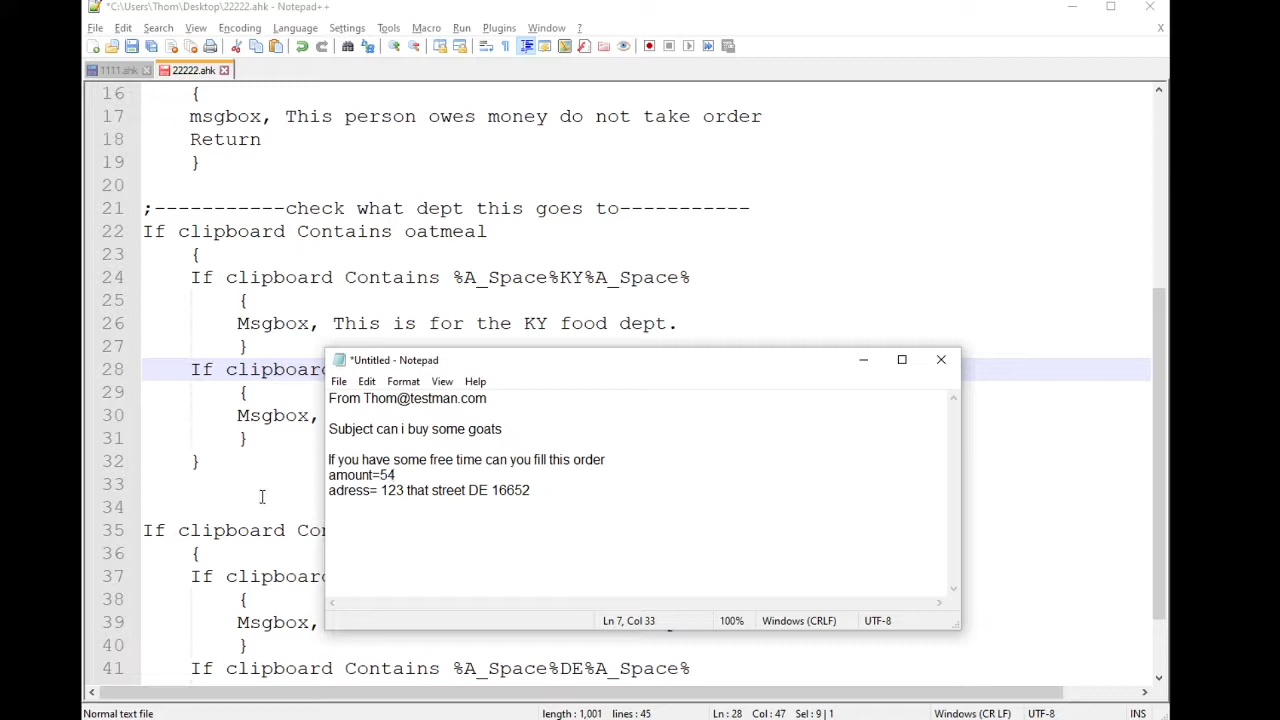 *C:\Users\Thom\Desktop\22222.ahk - Notepad++
File Edit Search View Encoding Language Settings Tools Macro Run Plugins Window ? X
1111.ahk 22222.ahk
16 {
17 msgbox, This person owes money do not take order
18 Return
19 }
20
21 ;-----------check what dept this goes to-----------
22 If clipboard Contains oatmeal
23 {
24 If clipboard Contains %A_Space%KY%A_Space%
25 {
26 Msgbox, This is for the KY food dept.
27 }
28 If clipboard
29 {
30 Msgbox,
31 }
32 }
33
34
35 If clipboard Con
36 {
37 If clipboard
38 {
39 Msgbox,
40 }
41 If clipboard Contains %A_Space%DE%A_Space%
*Untitled - Notepad
File Edit Format View Help
From Thom@testman.com
Subject can i buy some goats
If you have some free time can you fill this order
amount=54
adress= 123 that street DE 16652
Ln 7, Col 33 100% Windows (CRLF) UTF-8
Normal text file length : 1,001 lines : 45 Ln : 28 Col : 47 Sel : 9 | 1 Windows (CR LF) UTF-8 INS